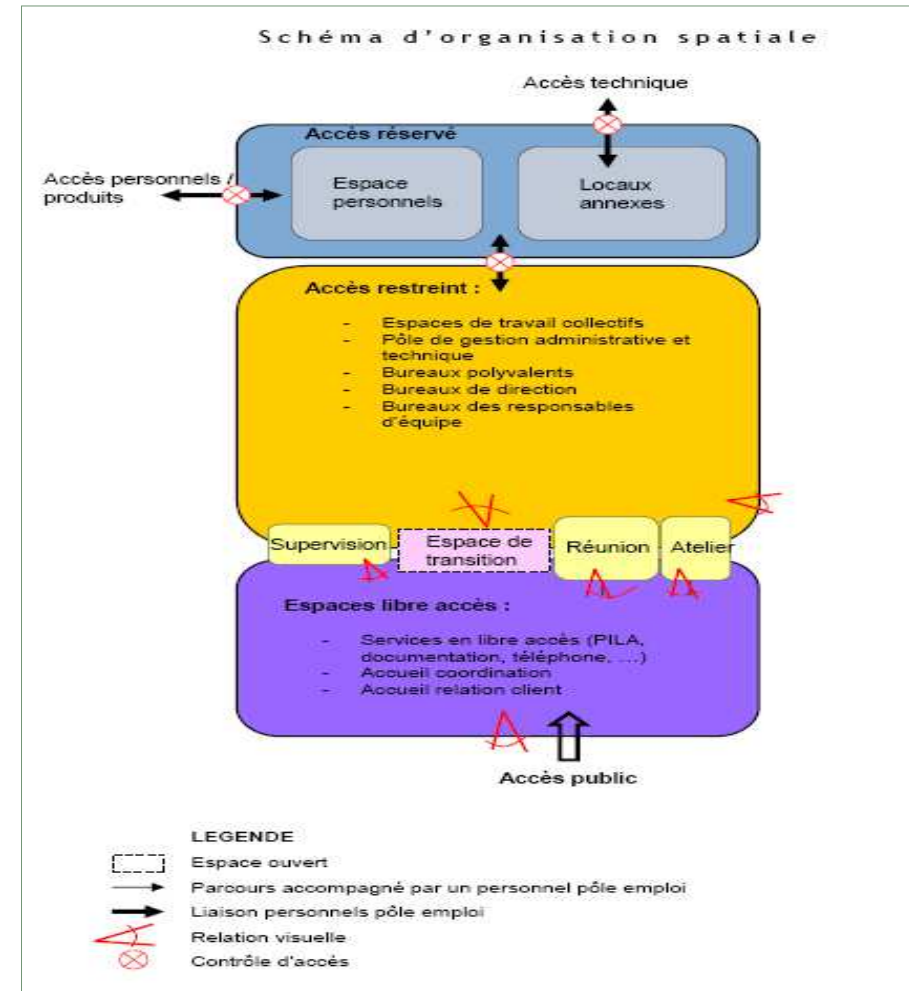 Schéma d'organisation spatiale
Accès technique
Accès réservé
Accès personnels /
produits
Espace
personnels
Locaux
annexes
Accès restreint :
- Espaces de travail collectifs
- Pôle de gestion administrative et
technique
- Bureaux polyvalents
- Bureaux de direction
- Bureaux des responsables
d'équipe
Supervision
Espace de
transition
Réunion
Atelier
Espaces libre accès :
- Services en libre accès (PILA,
documentation, téléphone, ...)
- Accueil coordination
- Accueil relation client
Accès public
LEGENDE
Espace ouvert
Parcours accompagné par un personnel pôle emploi
Liaison personnels pôle emploi
Relation visuelle
Contrôle d'accès